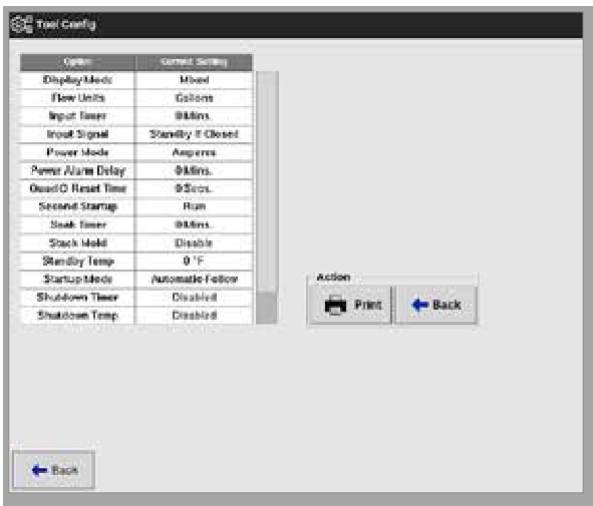 Tool Config
Option Current Setting
Display Mode Mixed
Flow Units Gallons
Input Timer 0 Mins.
Input Signal Standby If Closed
Power Mode Amperes
Power Alarm Delay 0 Mins.
QuadIO Reset Time 0 Secs.
Second Startup Run
Soak Timer 0 Mins.
Stack Mold Disable
Standby Temp 0 °F
Startup Mode Automatic Follow
Shutdown Timer Disabled
Shutdown Temp Disabled
Action
Print Back
Back